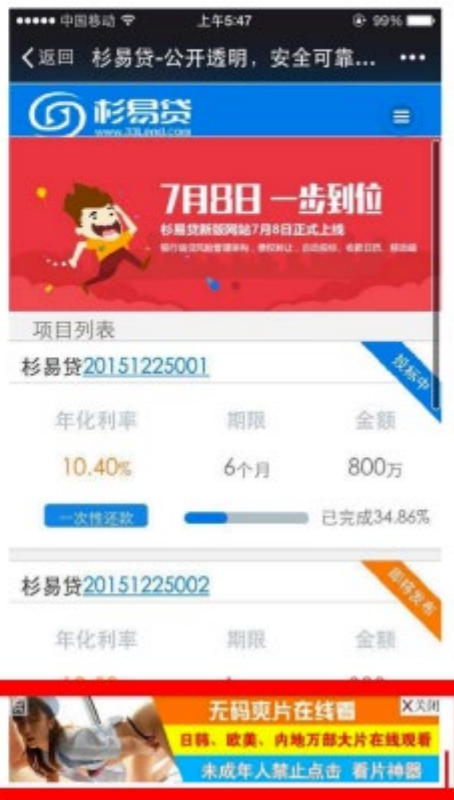 中国移动 上午5:47 99%
返回 杉易贷-公开透明，安全可靠... •••
杉易贷
www.33Lend.com
7月8日 一步到位
杉易贷新版网站7月8日正式上线
项目列表
杉易贷20151225001
投标中
年化利率 期限 金额
10.40% 6个月 800万
一次性还款 已完成34.86%
杉易贷20151225002
即将发布
年化利率 期限 金额
无码爽片在线看 X关闭
日韩、欧美、内地万部大片在线观看
未成年人禁止点击 看片神器